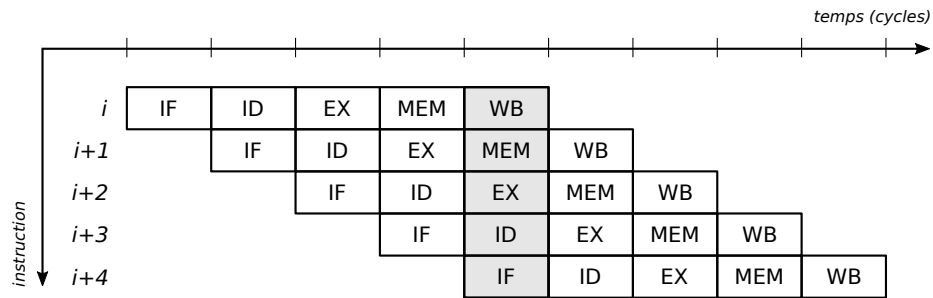 temps (cycles)
i IF ID EX MEM WB
i+1 IF ID EX MEM WB
i+2 IF ID EX MEM WB
i+3 IF ID EX MEM WB
i+4 IF ID EX MEM WB
instruction